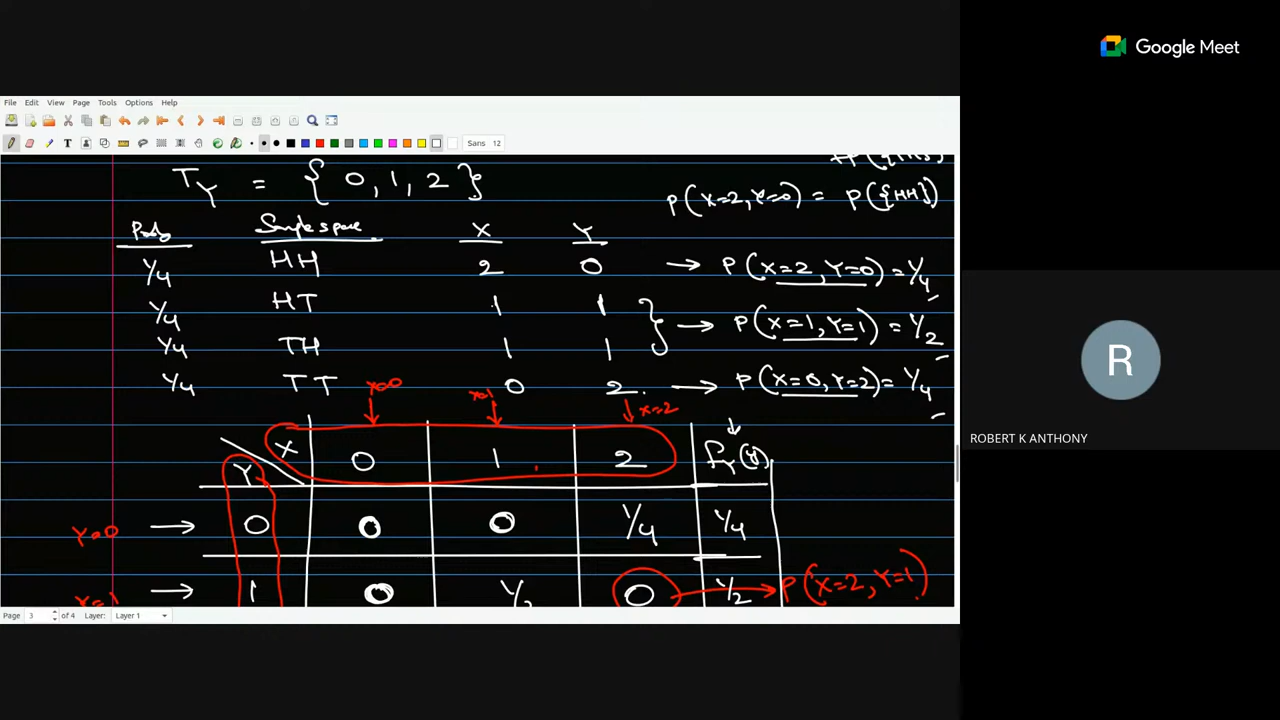 Google Meet
File Edit View Page Tools Options Help
Sans 12
T_Y = { 0, 1, 2 }
P(X=2, Y=0) = P({HH})
Prob Sample space X Y
1/4 HH 2 0 → P(X=2, Y=0) = 1/4
1/4 HT 1 1
} → P(X=1, Y=1) = 1/2
1/4 TH 1 1
1/4 TT 0 2 → P(X=0, Y=2) = 1/4
X=0 X=1 X=2
X 0 1 2 f_Y(y)
Y
Y=0 → 0 0 0 1/4 1/4
Y=1 → 1 0 0 1/2 → P(X=2, Y=1)
ROBERT K ANTHONY
R
Page 3 of 4 Layer: Layer 1